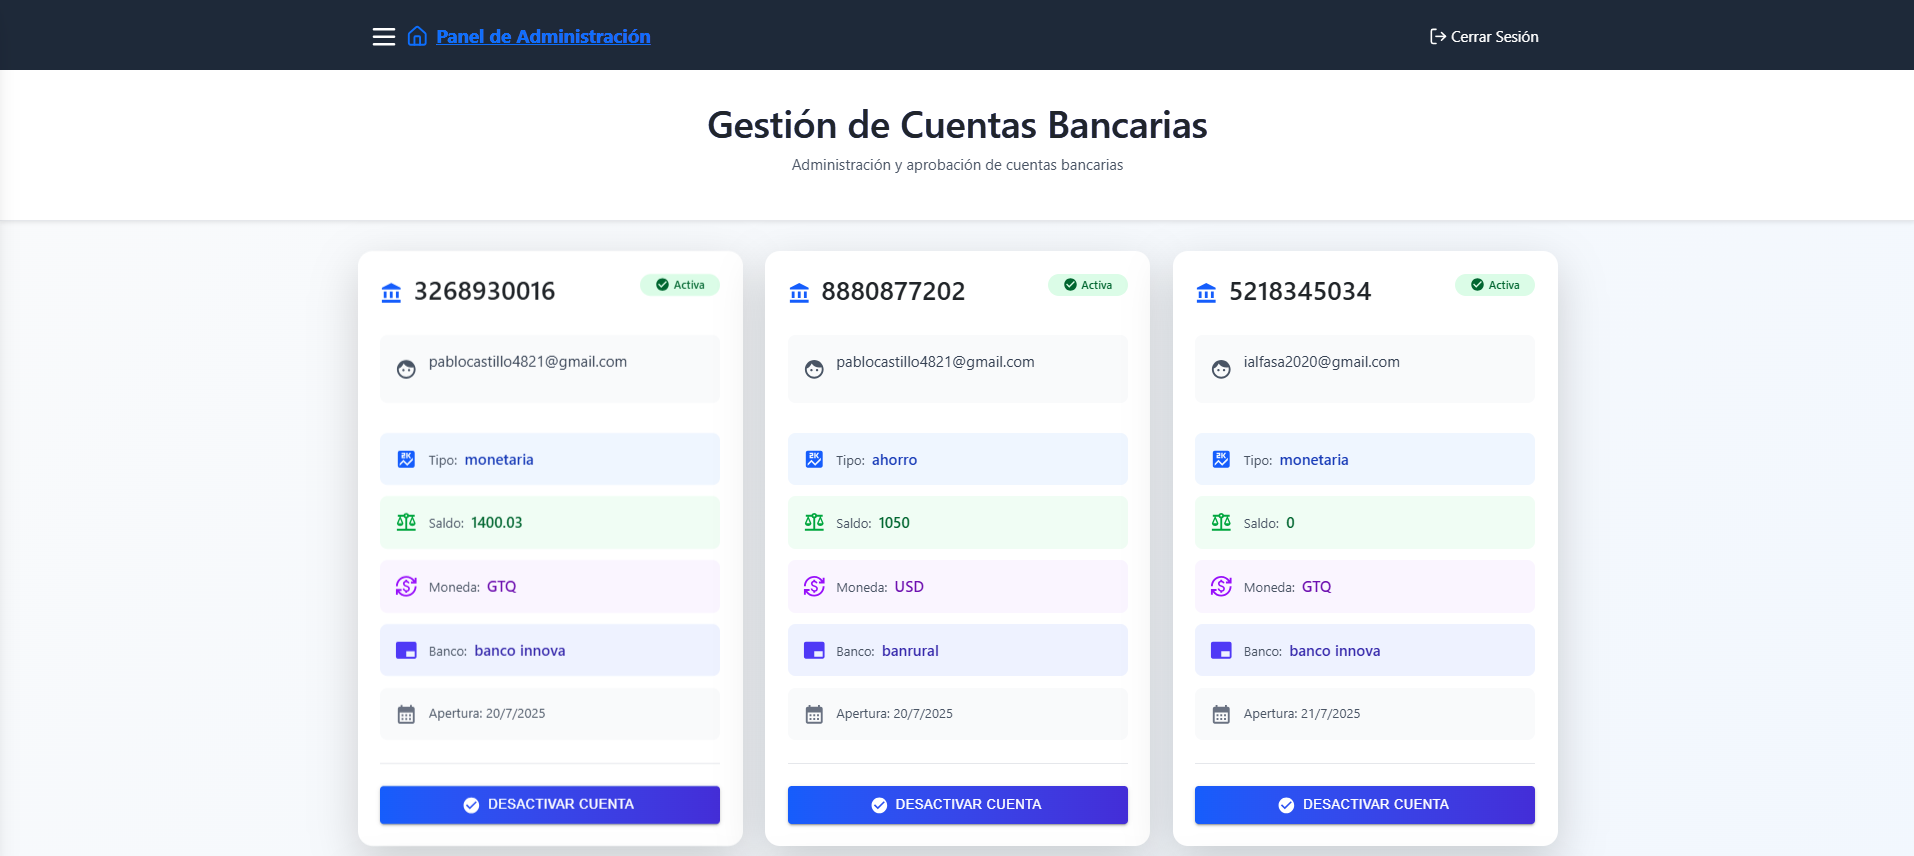 Panel de Administración
Cerrar Sesión
Gestión de Cuentas Bancarias
Administración y aprobación de cuentas bancarias
3268930016
Activa
pablocastillo4821@gmail.com
Tipo: monetaria
Saldo: 1400.03
Moneda: GTQ
Banco: banco innova
Apertura: 20/7/2025
DESACTIVAR CUENTA
8880877202
Activa
pablocastillo4821@gmail.com
Tipo: ahorro
Saldo: 1050
Moneda: USD
Banco: banrural
Apertura: 20/7/2025
DESACTIVAR CUENTA
5218345034
Activa
ialfasa2020@gmail.com
Tipo: monetaria
Saldo: 0
Moneda: GTQ
Banco: banco innova
Apertura: 21/7/2025
DESACTIVAR CUENTA